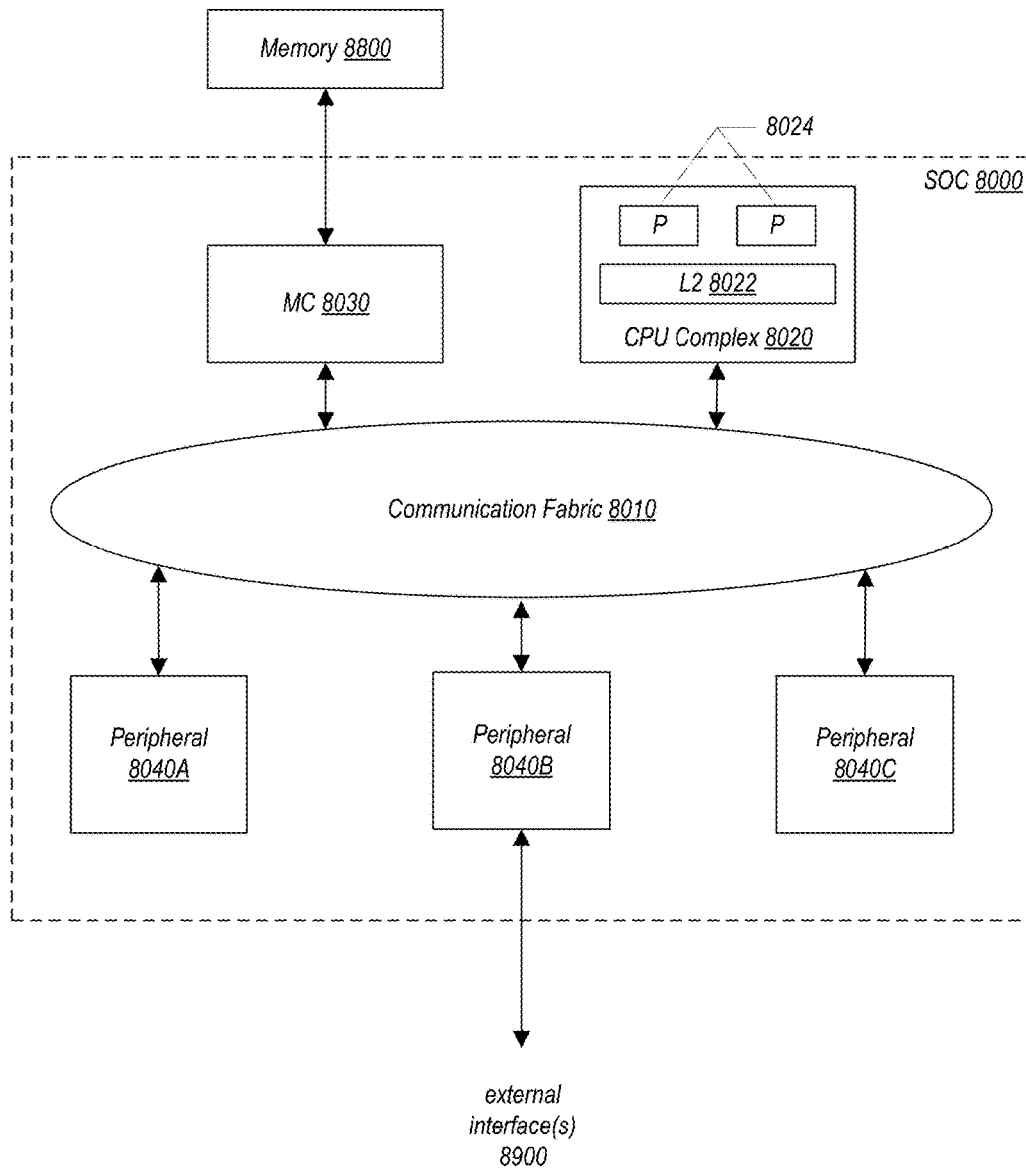 Memory 8800
8024
SOC 8000
P
P
MC 8030
L2 8022
CPU Complex 8020
Communication Fabric 8010
Peripheral
8040A
Peripheral
8040B
Peripheral
8040C
external
interface(s)
8900